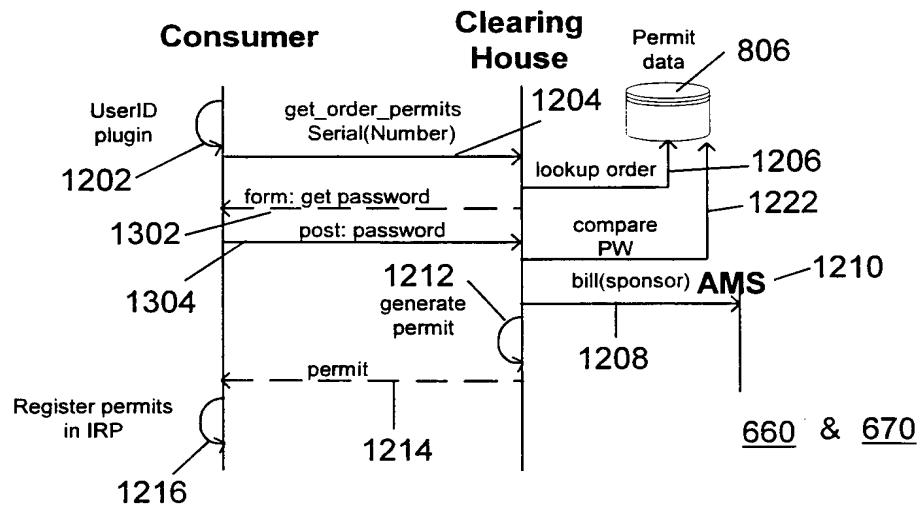 Consumer
Clearing
House
Permit
data
806
UserID
plugin
1202
get_order_permits
Serial(Number)
1204
lookup order
1206
1222
form: get password
1302
post: password
1304
compare
PW
1212
generate
permit
bill(sponsor)
AMS
1210
1208
permit
1214
Register permits
in IRP
1216
660 & 670